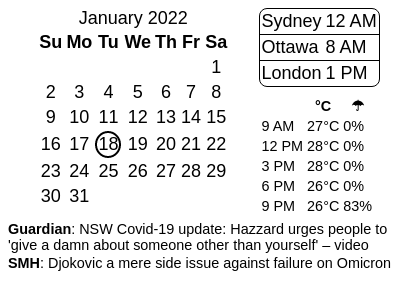 January 2022
Su Mo Tu We Th Fr Sa
1
2 3 4 5 6 7 8
9 10 11 12 13 14 15
16 17 18 19 20 21 22
23 24 25 26 27 28 29
30 31
Sydney 12 AM
Ottawa 8 AM
London 1 PM
°C ☂
9 AM 27°C 0%
12 PM 28°C 0%
3 PM 28°C 0%
6 PM 26°C 0%
9 PM 26°C 83%
Guardian: NSW Covid-19 update: Hazzard urges people to
'give a damn about someone other than yourself' – video
SMH: Djokovic a mere side issue against failure on Omicron